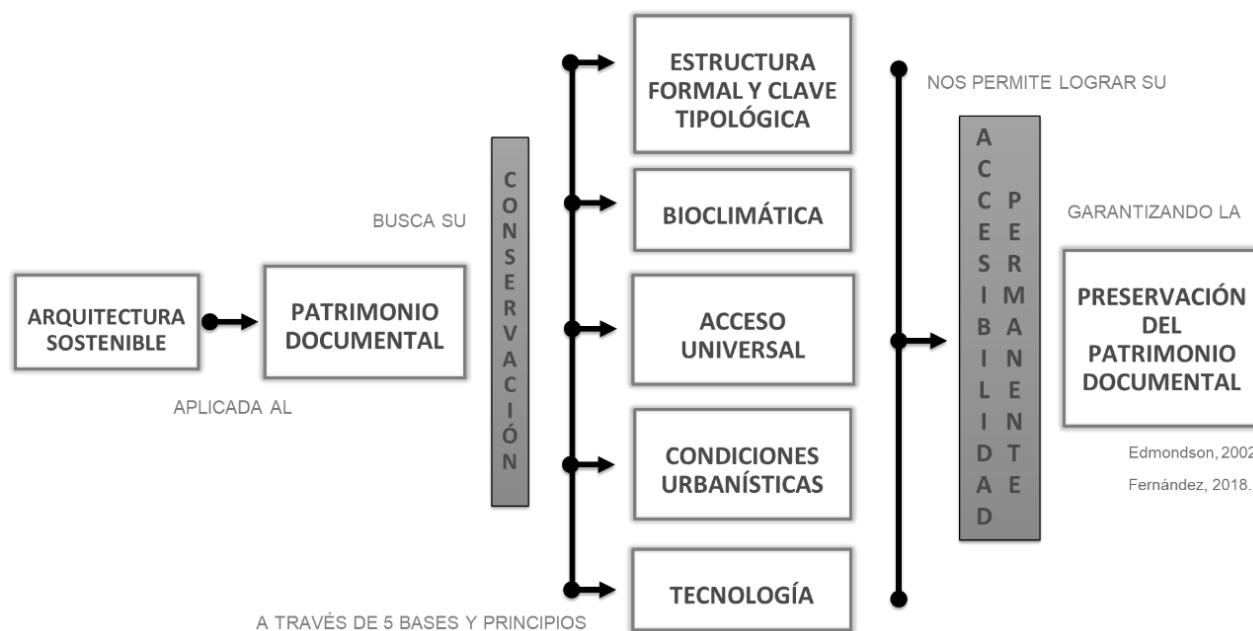 ARQUITECTURA
SOSTENIBLE
APLICADA AL
PATRIMONIO
DOCUMENTAL
BUSCA SU
CONSERVACIÓN
A TRAVÉS DE 5 BASES Y PRINCIPIOS
ESTRUCTURA
FORMAL Y CLAVE
TIPOLÓGICA
BIOCLIMÁTICA
ACCESO
UNIVERSAL
CONDICIONES
URBANÍSTICAS
TECNOLOGÍA
NOS PERMITE LOGRAR SU
ACCESIBILIDAD
PERMANENTE
GARANTIZANDO LA
PRESERVACIÓN
DEL
PATRIMONIO
DOCUMENTAL
Edmondson, 2002
Fernández, 2018.